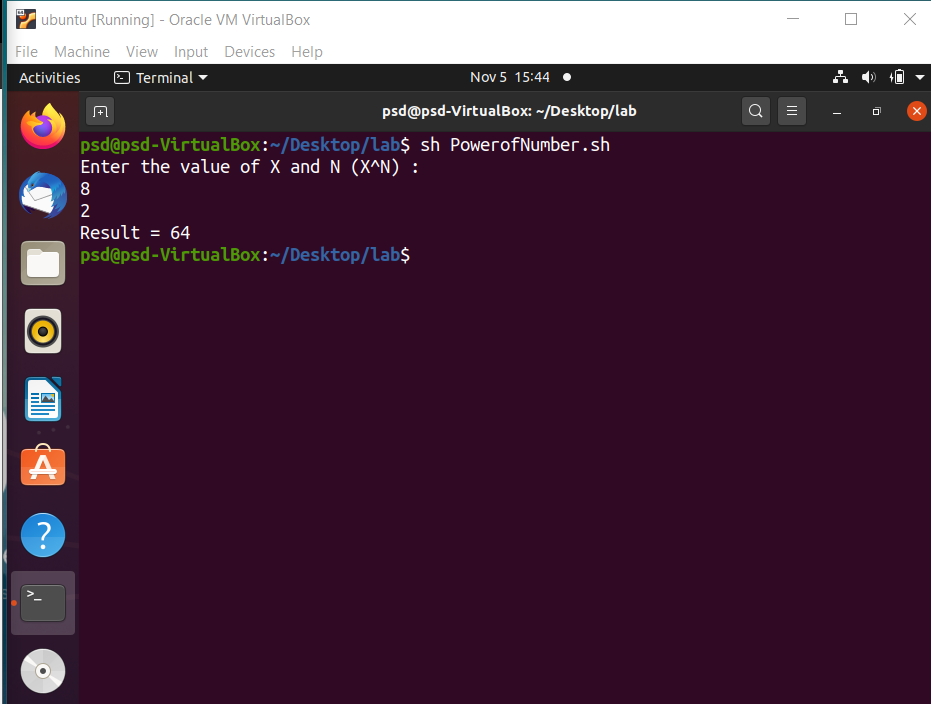 ubuntu [Running] - Oracle VM VirtualBox
File Machine View Input Devices Help
Activities Terminal Nov 5 15:44
psd@psd-VirtualBox: ~/Desktop/lab
psd@psd-VirtualBox:~/Desktop/lab$ sh PowerofNumber.sh
Enter the value of X and N (X^N) :
8
2
Result = 64
psd@psd-VirtualBox:~/Desktop/lab$